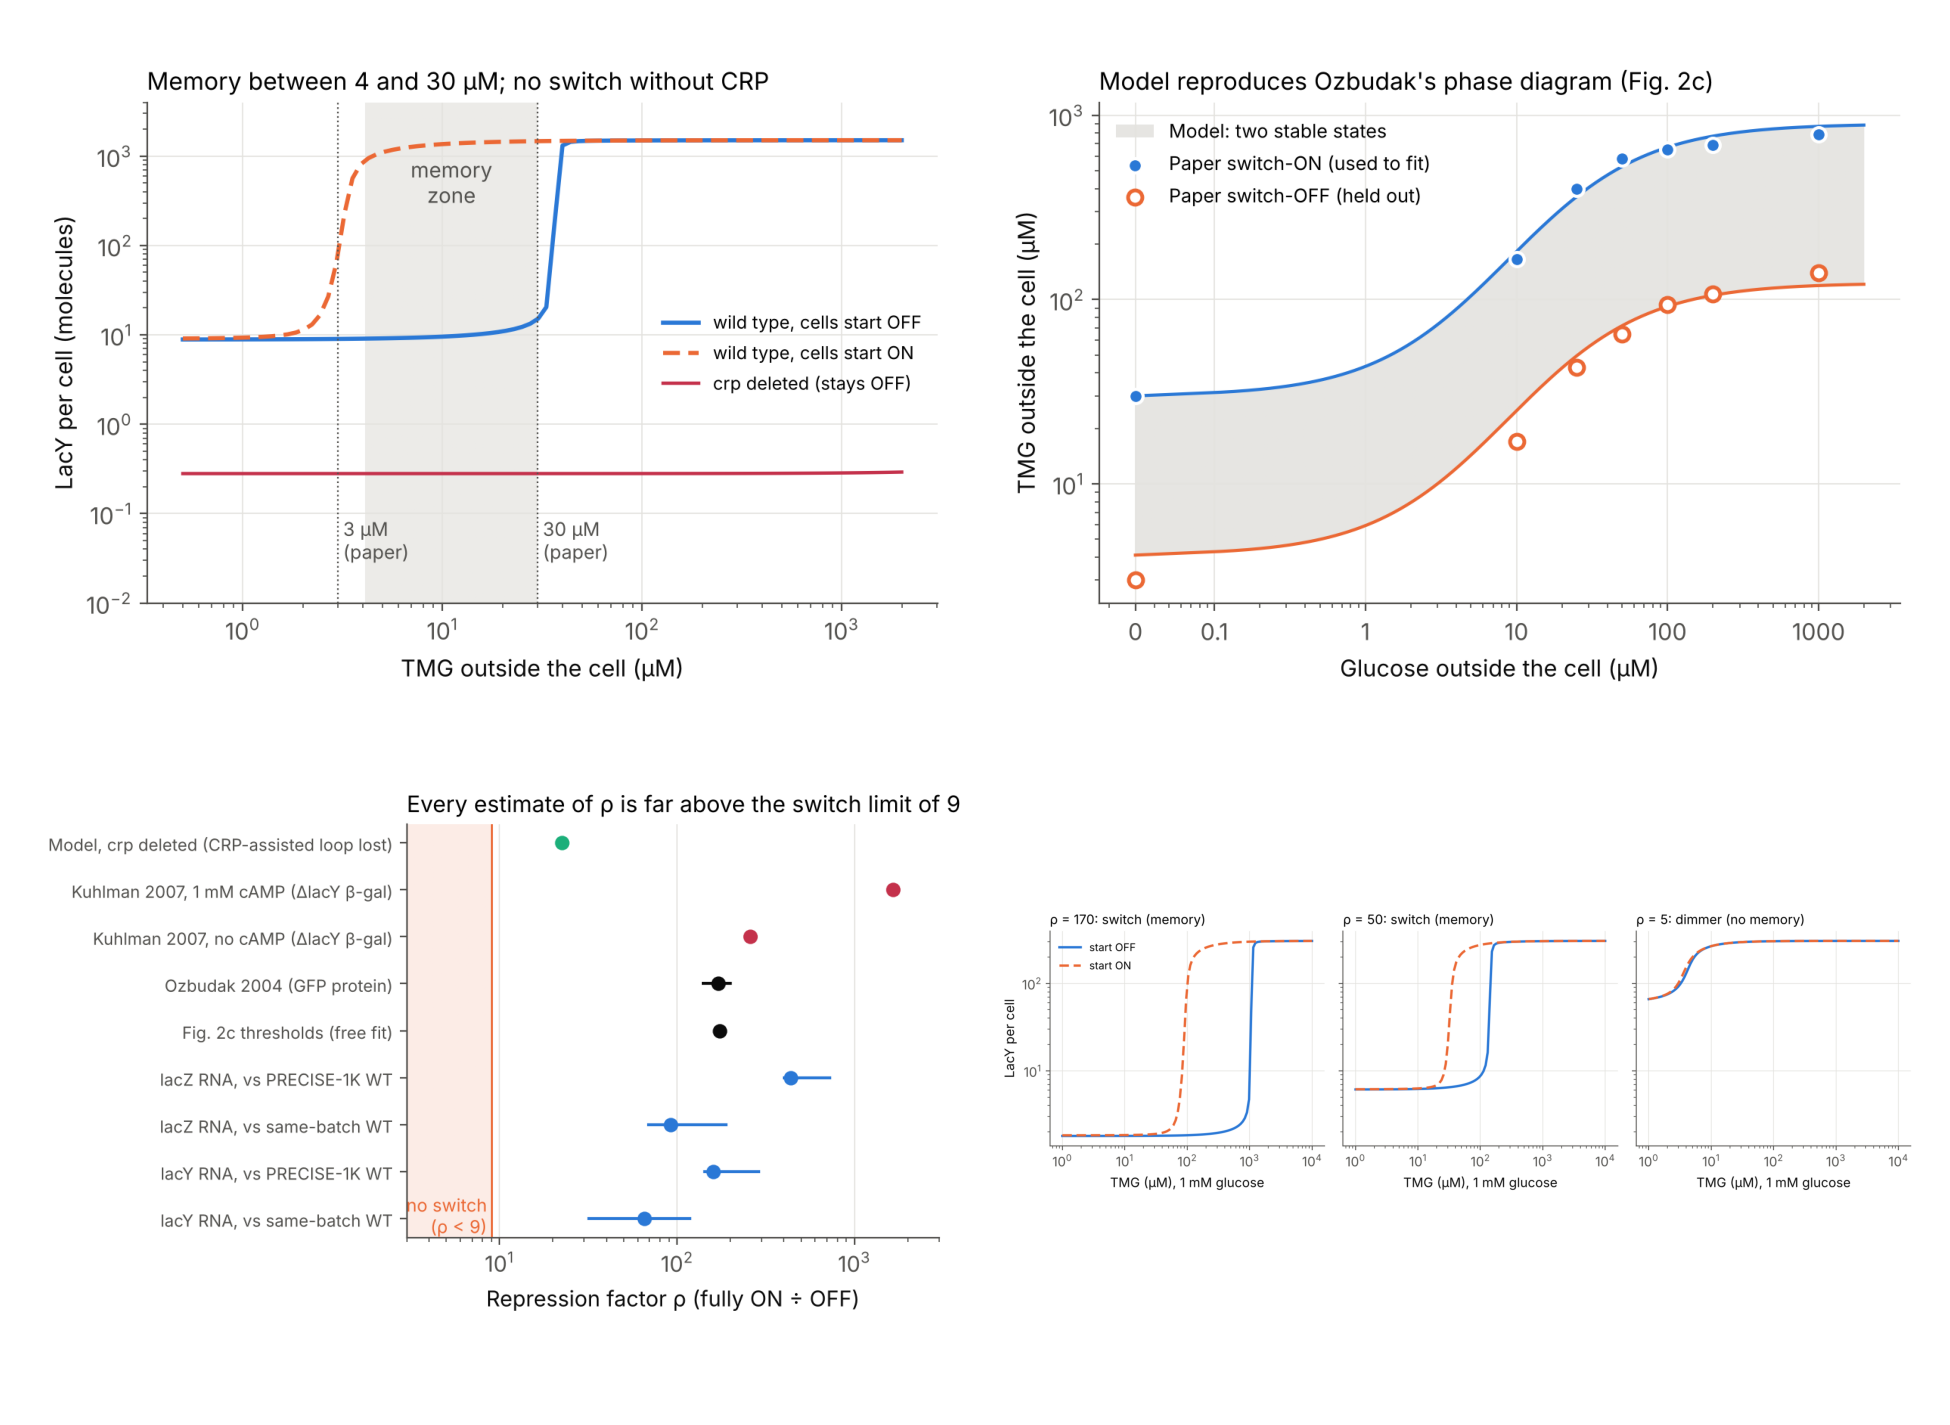 Memory between 4 and 30 µM; no switch without CRP
LacY per cell (molecules)
10³
10²
10¹
10⁰
10⁻¹
10⁻²
memory
zone
wild type, cells start OFF
wild type, cells start ON
crp deleted (stays OFF)
3 µM
(paper)
30 µM
(paper)
10⁰ 10¹ 10² 10³
TMG outside the cell (µM)
Model reproduces Ozbudak's phase diagram (Fig. 2c)
TMG outside the cell (µM)
10³
10²
10¹
Model: two stable states
Paper switch-ON (used to fit)
Paper switch-OFF (held out)
0 0.1 1 10 100 1000
Glucose outside the cell (µM)
Every estimate of ρ is far above the switch limit of 9
Model, crp deleted (CRP-assisted loop lost)
Kuhlman 2007, 1 mM cAMP (ΔlacY β-gal)
Kuhlman 2007, no cAMP (ΔlacY β-gal)
Ozbudak 2004 (GFP protein)
Fig. 2c thresholds (free fit)
lacZ RNA, vs PRECISE-1K WT
lacZ RNA, vs same-batch WT
lacY RNA, vs PRECISE-1K WT
lacY RNA, vs same-batch WT
no switch
(ρ < 9)
10¹ 10² 10³
Repression factor ρ (fully ON ÷ OFF)
ρ = 170: switch (memory)
start OFF
start ON
LacY per cell
10²
10¹
10⁰ 10¹ 10² 10³ 10⁴
TMG (µM), 1 mM glucose
ρ = 50: switch (memory)
10⁰ 10¹ 10² 10³ 10⁴
TMG (µM), 1 mM glucose
ρ = 5: dimmer (no memory)
10⁰ 10¹ 10² 10³ 10⁴
TMG (µM), 1 mM glucose